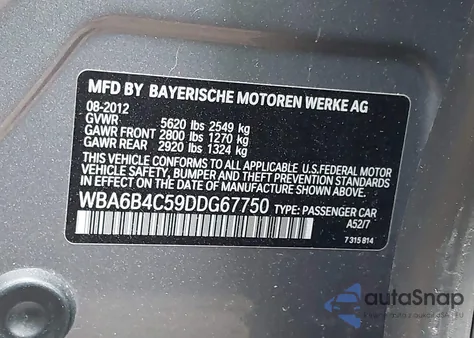 MFD BY BAYERISCHE MOTOREN WERKE AG
08-2012
GVWR 5620 lbs 2549 kg
GAWR FRONT 2800 lbs 1270 kg
GAWR REAR 2920 lbs 1324 kg
THIS VEHICLE CONFORMS TO ALL APPLICABLE U.S.FEDERAL MOTOR
VEHICLE SAFETY, BUMPER, AND THEFT PREVENTION STANDARDS
IN EFFECT ON THE DATE OF MANUFACTURE SHOWN ABOVE.
WBA6B4C59DDG67750 TYPE: PASSENGER CAR
A52/7
7 315 814
autoSnap